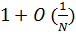 1 + O (1/N)